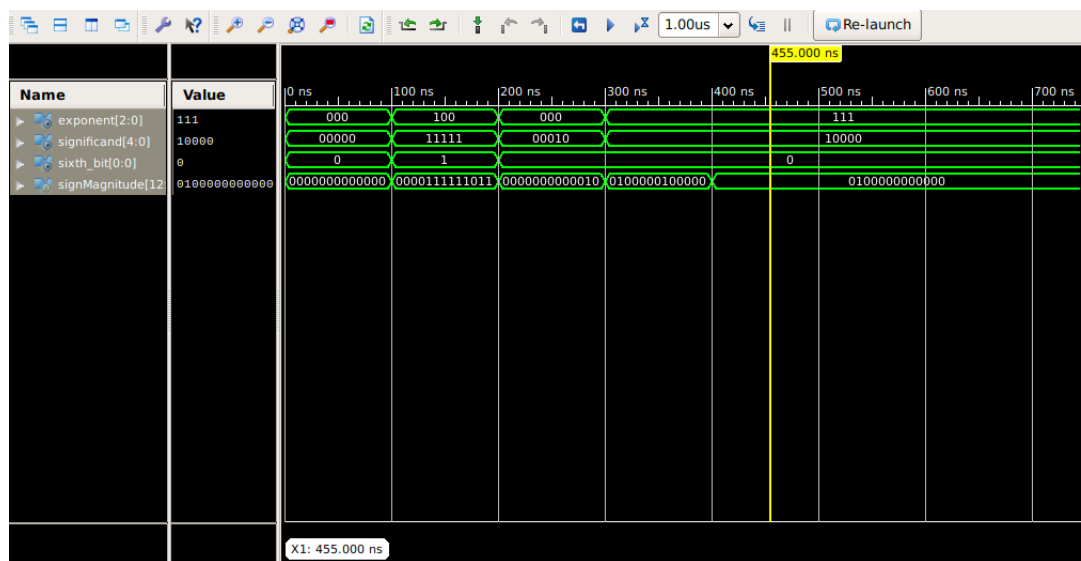 1.00us Re-launch
455.000 ns
Name Value 0 ns 100 ns 200 ns 300 ns 400 ns 500 ns 600 ns 700 ns
exponent[2:0] 111 000 100 000 111
significand[4:0] 10000 00000 11111 00010 10000
sixth_bit[0:0] 0 0 1 0
signMagnitude[12: 0100000000000 0000000000000 0000111111011 0000000000010 0100000100000 0100000000000
X1: 455.000 ns